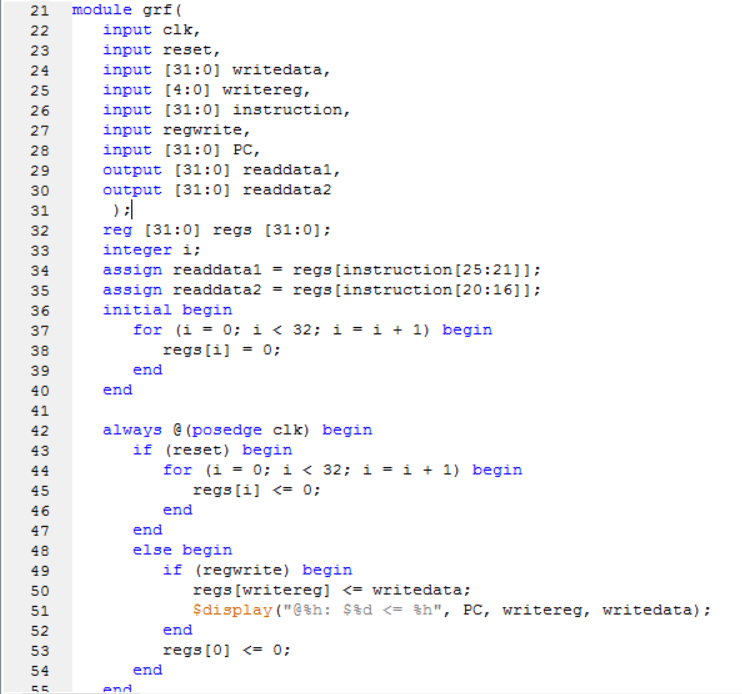 21 module grf(
22 input clk,
23 input reset,
24 input [31:0] writedata,
25 input [4:0] writereg,
26 input [31:0] instruction,
27 input regwrite,
28 input [31:0] PC,
29 output [31:0] readdata1,
30 output [31:0] readdata2
31 );
32 reg [31:0] regs [31:0];
33 integer i;
34 assign readdata1 = regs[instruction[25:21]];
35 assign readdata2 = regs[instruction[20:16]];
36 initial begin
37 for (i = 0; i < 32; i = i + 1) begin
38 regs[i] = 0;
39 end
40 end
41
42 always @(posedge clk) begin
43 if (reset) begin
44 for (i = 0; i < 32; i = i + 1) begin
45 regs[i] <= 0;
46 end
47 end
48 else begin
49 if (regwrite) begin
50 regs[writereg] <= writedata;
51 $display("@%h: $%d <= %h", PC, writereg, writedata);
52 end
53 regs[0] <= 0;
54 end
55 end